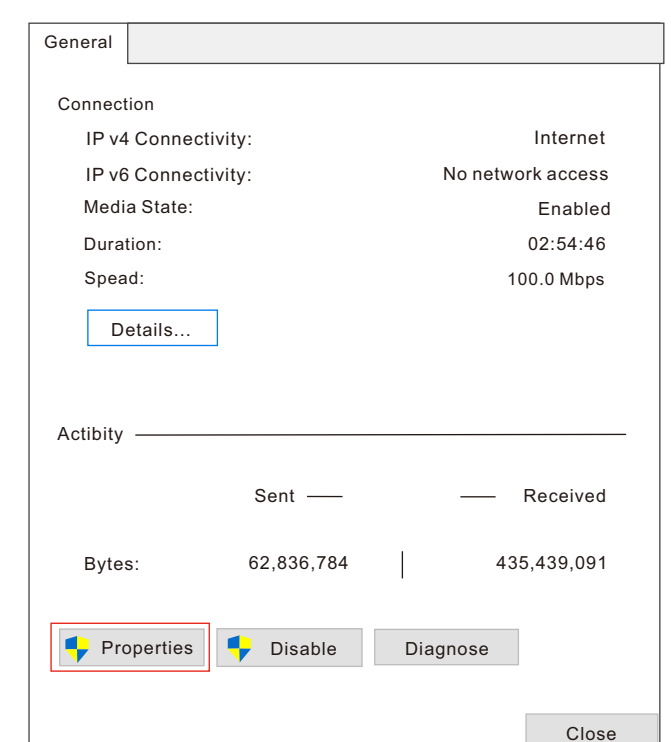 General
Connection
IP v4 Connectivity: Internet
IP v6 Connectivity: No network access
Media State: Enabled
Duration: 02:54:46
Spead: 100.0 Mbps
Details...
Actibity
Sent Received
Bytes: 62,836,784 435,439,091
Properties Disable Diagnose
Close